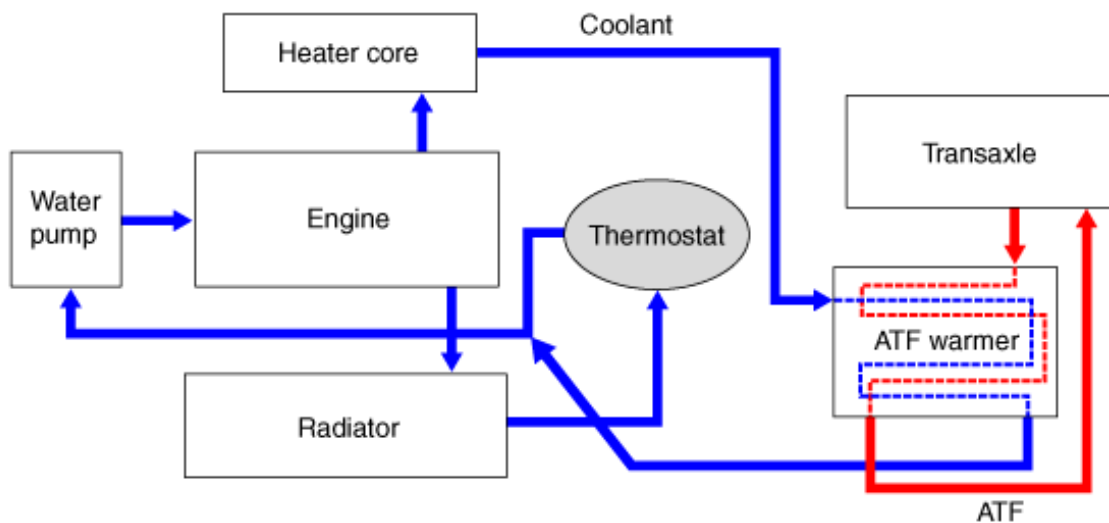 Coolant
Heater core
Transaxle
Water
pump
Engine
Thermostat
ATF warmer
Radiator
ATF